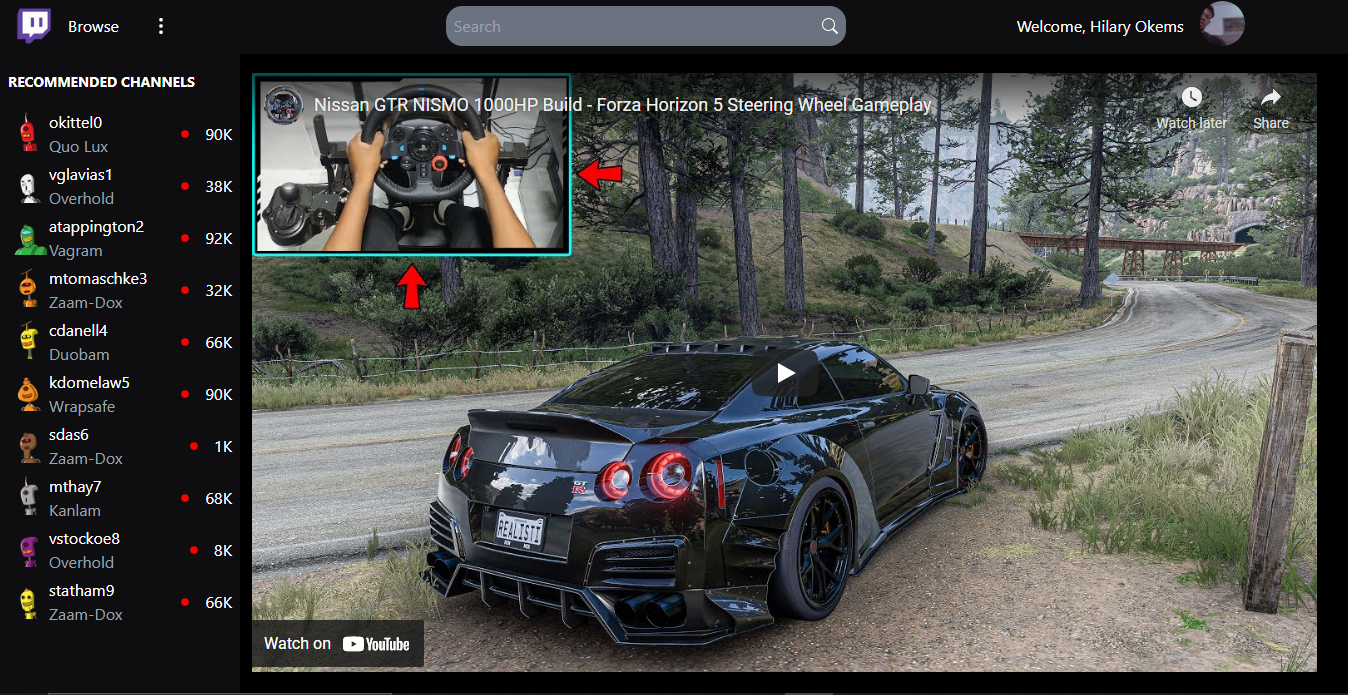 Browse
Search
Welcome, Hilary Okems
RECOMMENDED CHANNELS
okittel0
Quo Lux
90K
vglavias1
Overhold
38K
atappington2
Vagram
92K
mtomaschke3
Zaam-Dox
32K
cdanell4
Duobam
66K
kdomelaw5
Wrapsafe
90K
sdas6
Zaam-Dox
1K
mthay7
Kanlam
68K
vstockoe8
Overhold
8K
statham9
Zaam-Dox
66K
Nissan GTR NISMO 1000HP Build - Forza Horizon 5 Steering Wheel Gameplay
Watch later
Share
GT
R
REALISTI
Watch on YouTube